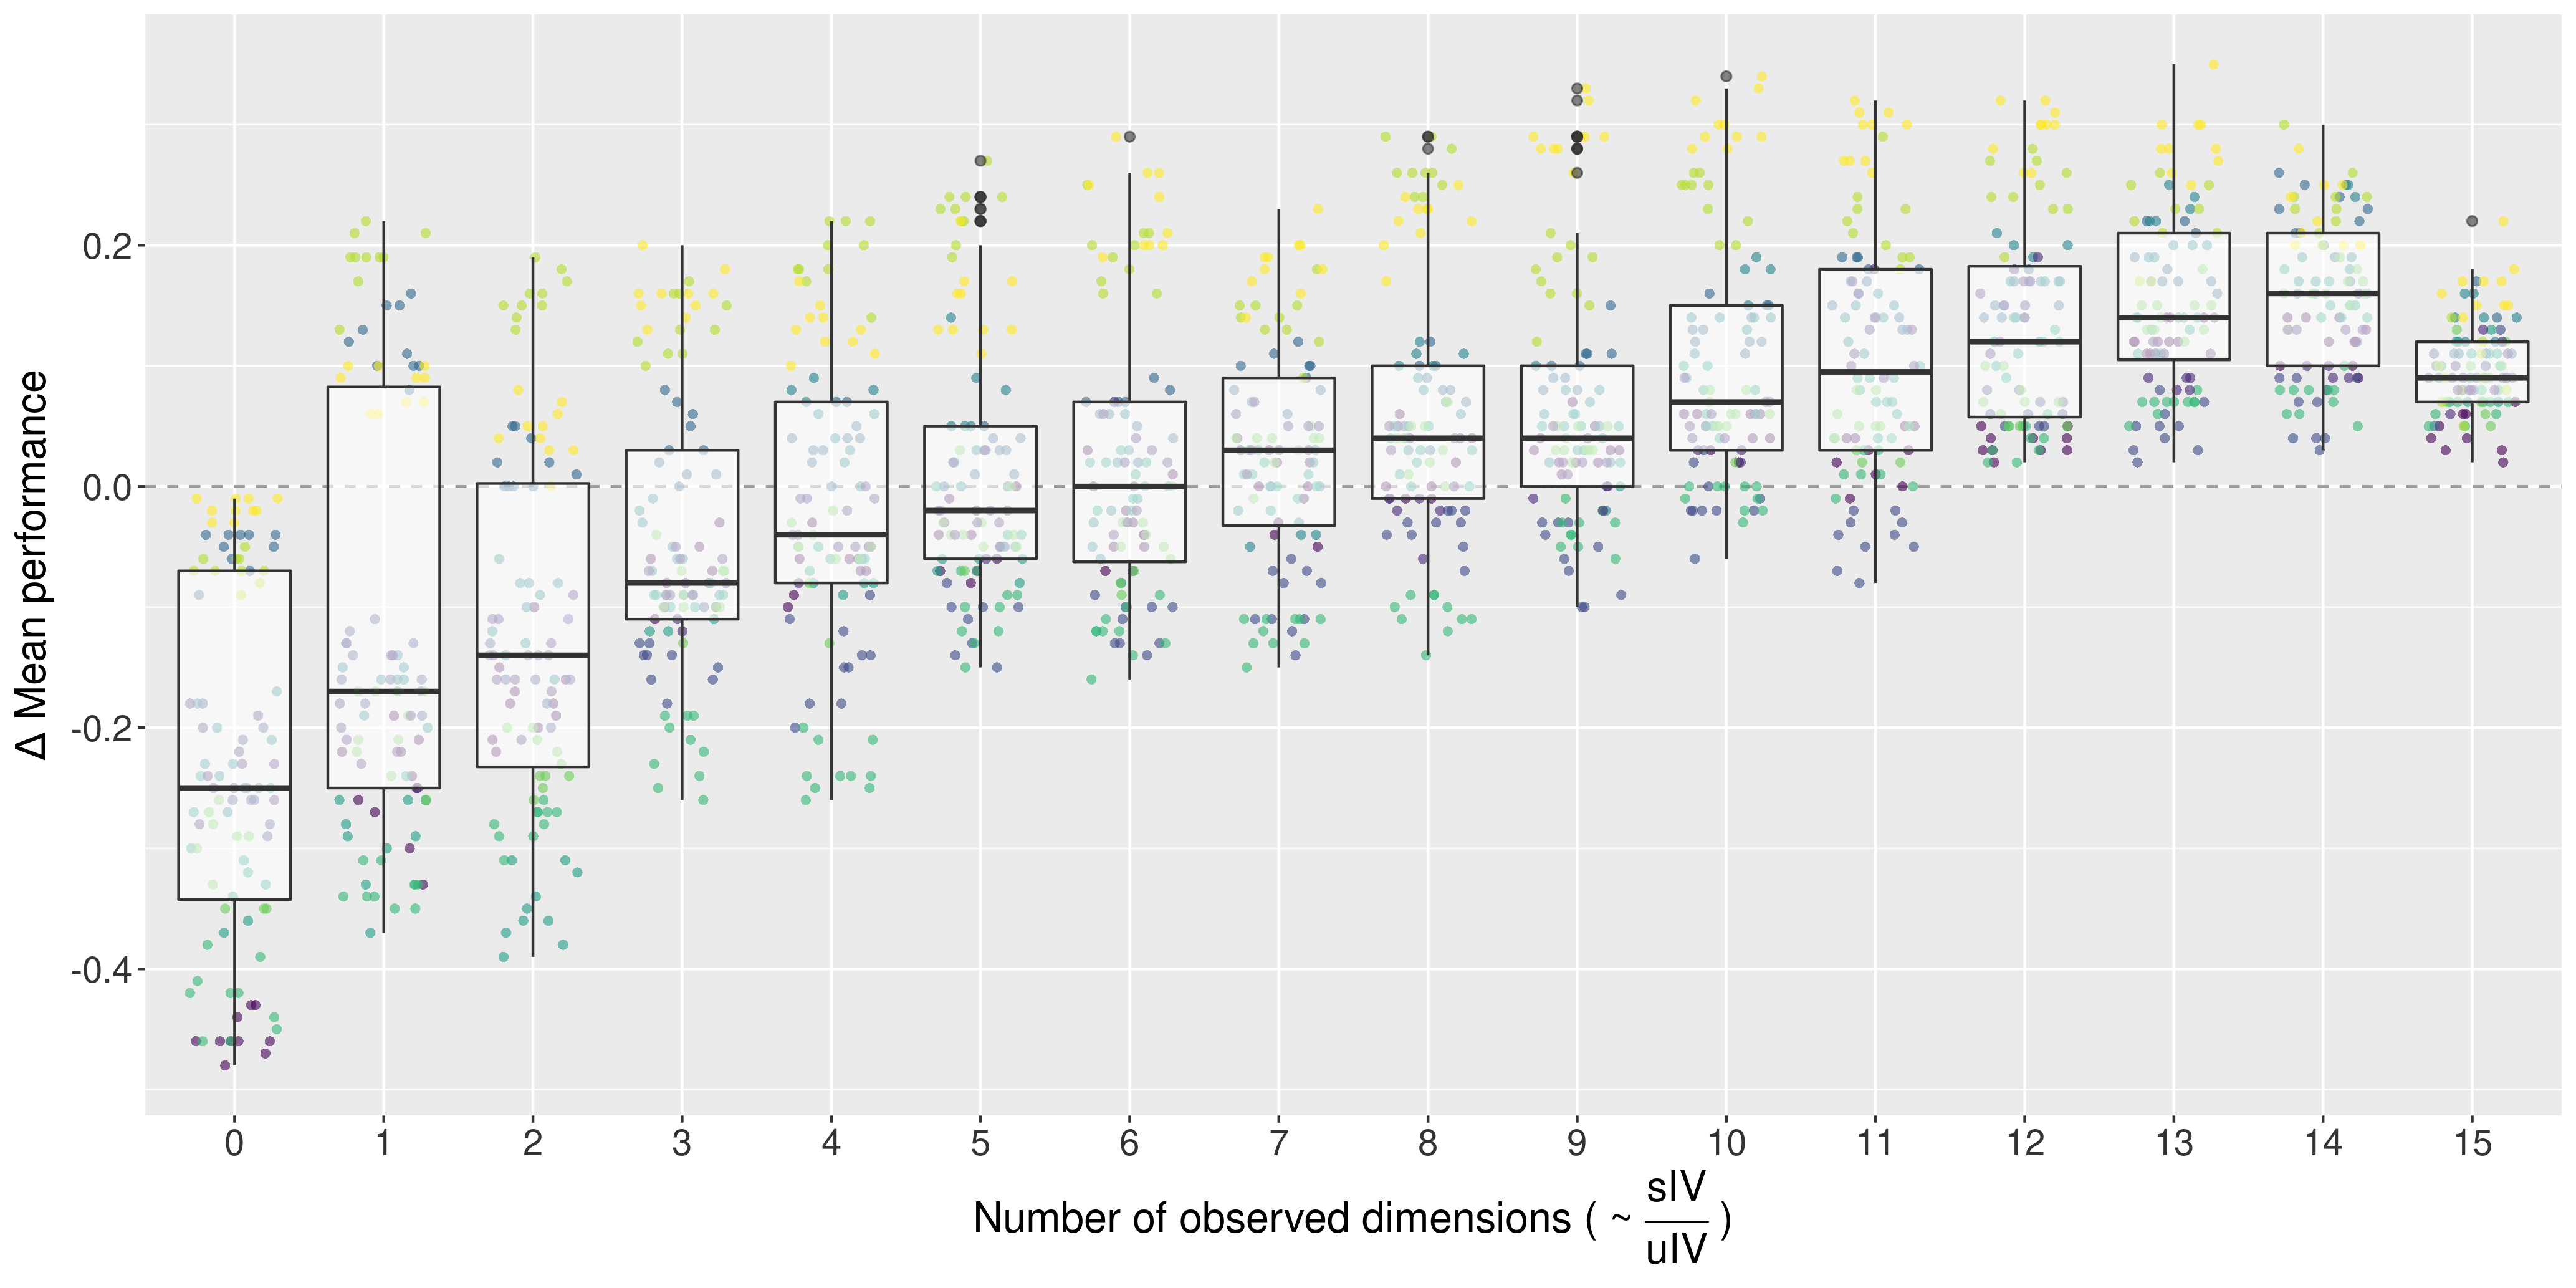 Δ Mean performance
0.2
0.0
-0.2
-0.4
0 1 2 3 4 5 6 7 8 9 10 11 12 13 14 15
Number of observed dimensions ( ~ sIV
uIV )